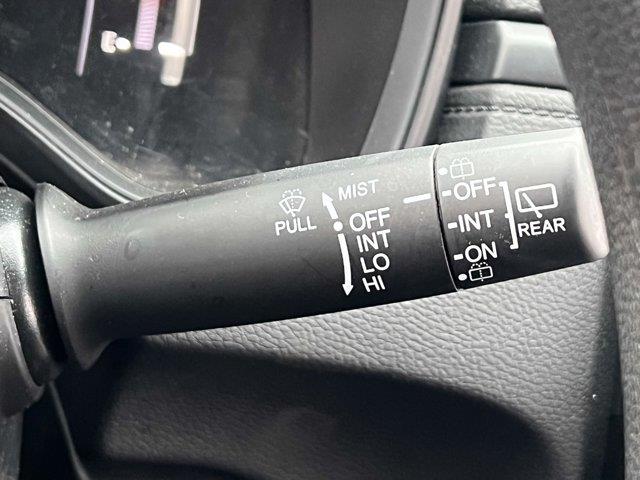 MIST
PULL
OFF
INT
LO
HI
OFF
INT
ON
REAR